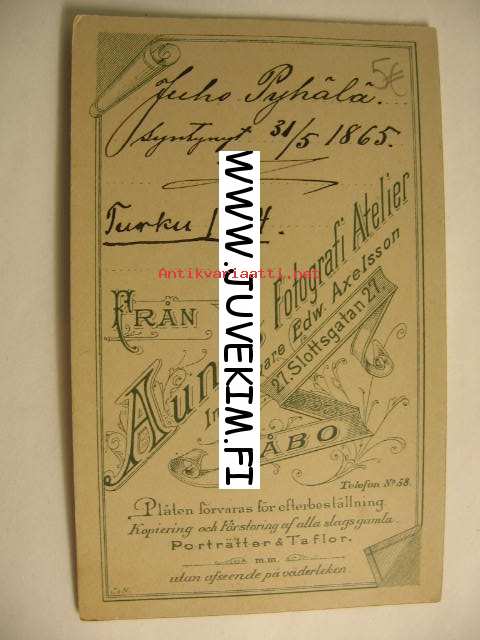 5€
Juho Pyhälä.
syntynyt 31/5 1865.
Turku
WWW.JUVEKIM.FI
Antikvariaatti.net
FRÅN
Fotografi Atelier
Edw. Axelsson
27. Slottsgatan 27.
ÅBO
Telefon No 58.
Plåten förvaras för efterbeställning.
Kopiering och Förstoring af alla slags gamla
Porträtter & Taflor.
m.m.
utan afseende på väderleken